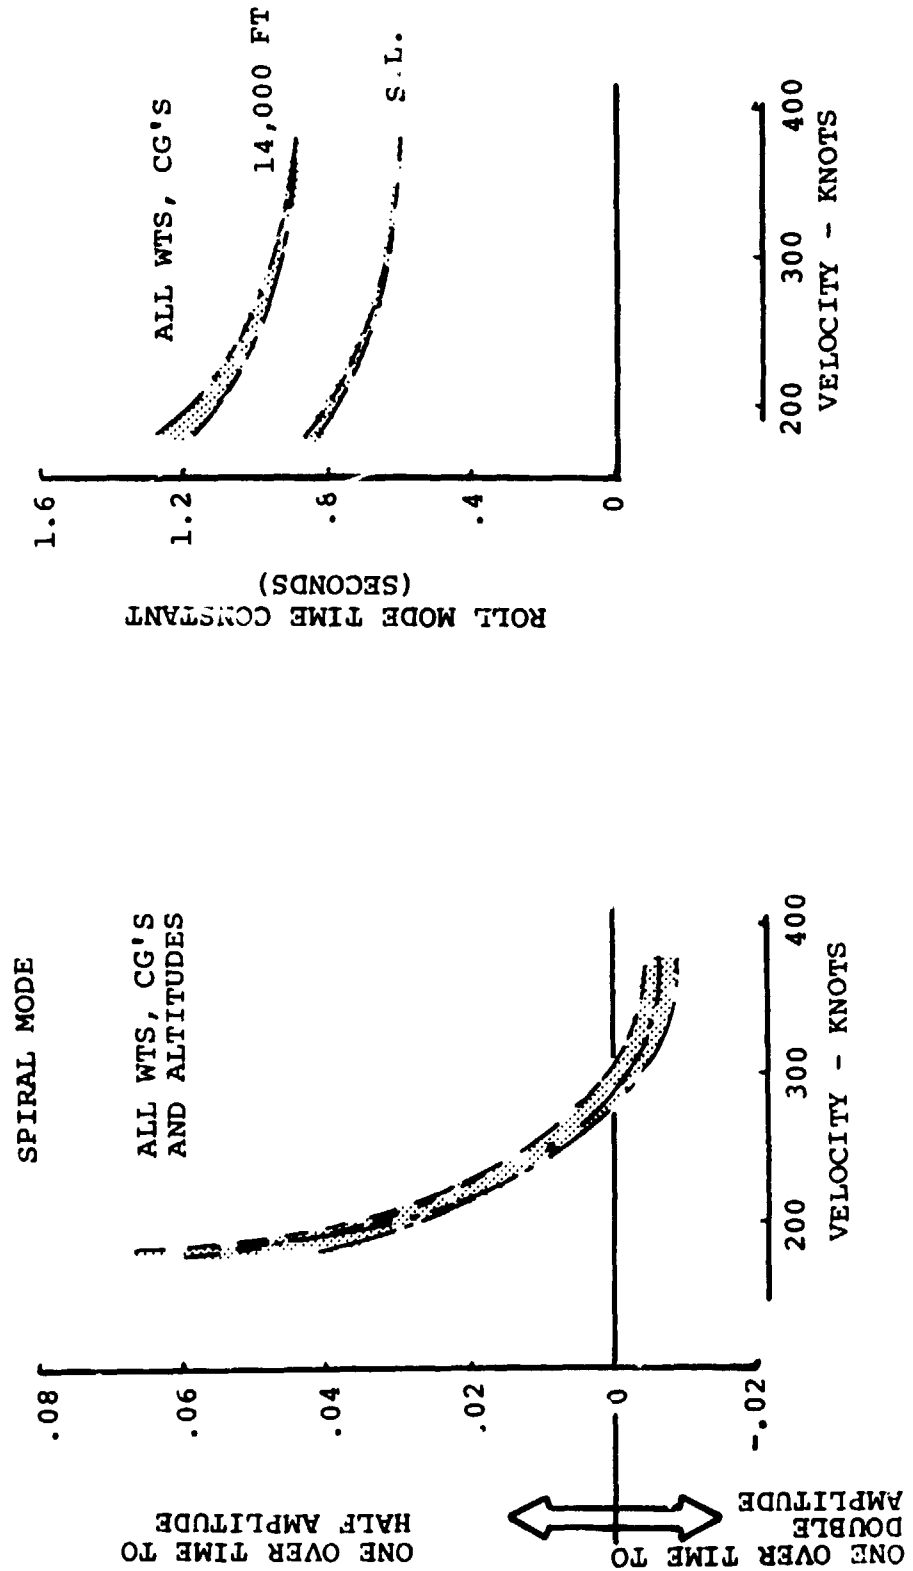 SPIRAL MODE
ALL WTS, CG'S
AND ALTITUDES
ONE OVER TIME TO
HALF AMPLITUDE
ONE OVER TIME TO
DOUBLE
AMPLITUDE
.08
.06
.04
.02
0
-.02
200
300
400
VELOCITY - KNOTS
ALL WTS, CG'S
14,000 FT
S.L.
ROLL MODE TIME CONSTANT
(SECONDS)
1.6
1.2
.8
.4
0
200
300
400
VELOCITY - KNOTS